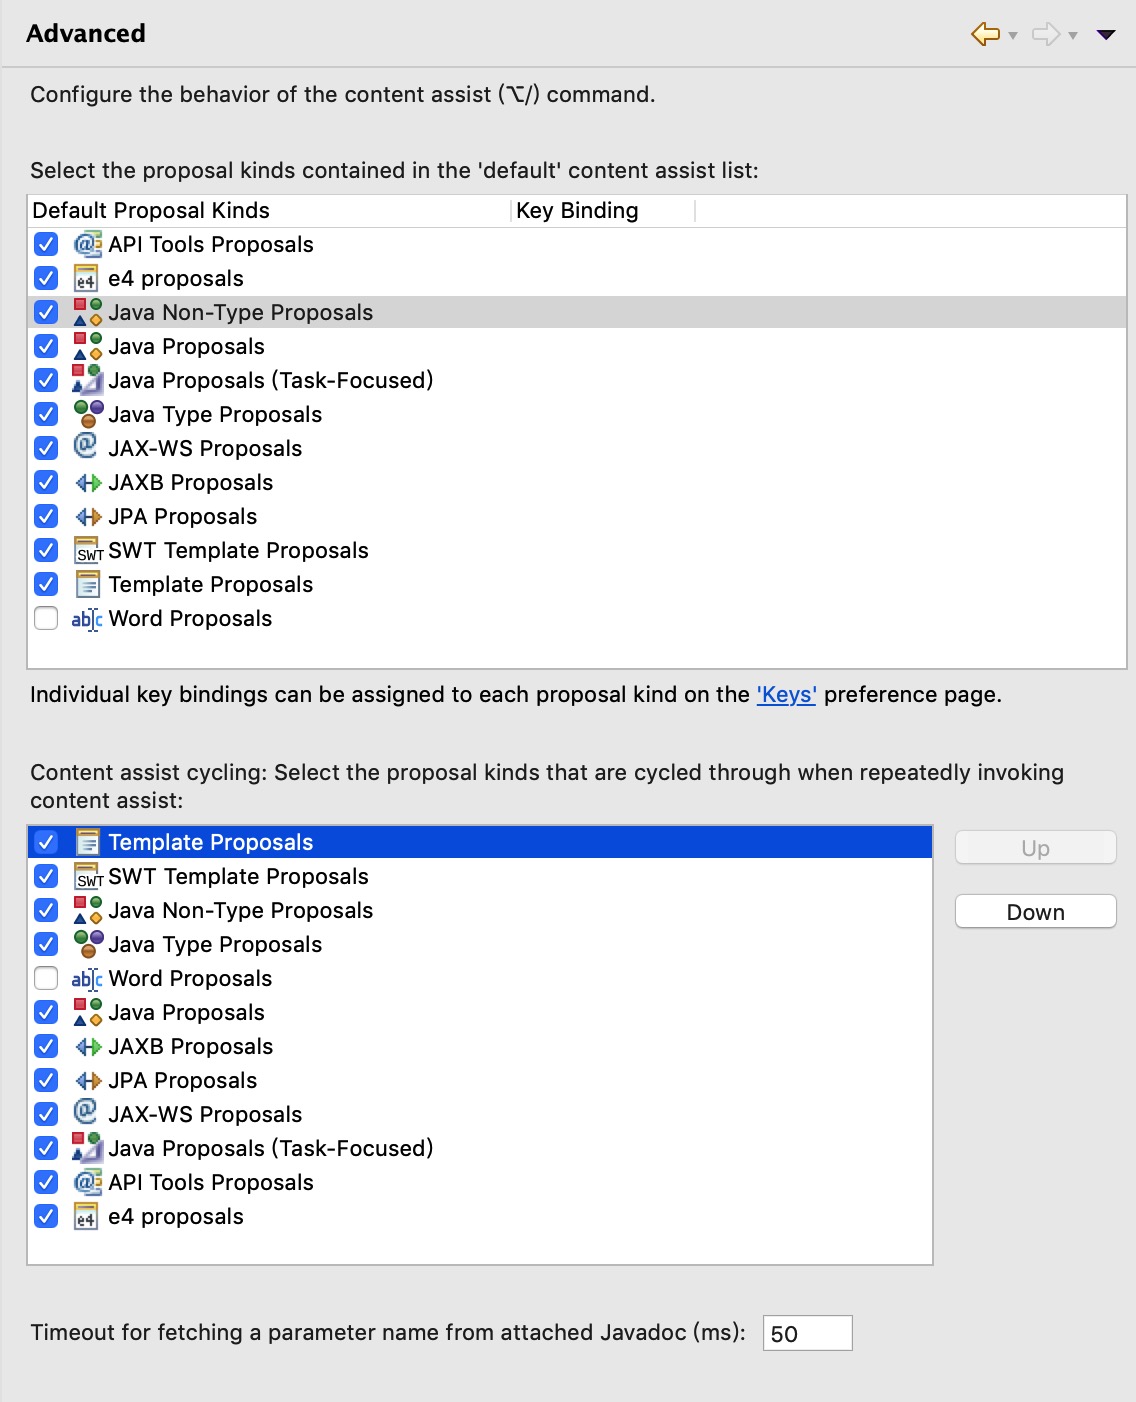 Advanced
Configure the behavior of the content assist (⌥/) command.
Select the proposal kinds contained in the 'default' content assist list:
Default Proposal Kinds Key Binding
API Tools Proposals
e4 proposals
Java Non-Type Proposals
Java Proposals
Java Proposals (Task-Focused)
Java Type Proposals
JAX-WS Proposals
JAXB Proposals
JPA Proposals
SWT Template Proposals
Template Proposals
Word Proposals
Individual key bindings can be assigned to each proposal kind on the 'Keys' preference page.
Content assist cycling: Select the proposal kinds that are cycled through when repeatedly invoking
content assist:
Template Proposals
SWT Template Proposals
Java Non-Type Proposals
Java Type Proposals
Word Proposals
Java Proposals
JAXB Proposals
JPA Proposals
JAX-WS Proposals
Java Proposals (Task-Focused)
API Tools Proposals
e4 proposals
Up
Down
Timeout for fetching a parameter name from attached Javadoc (ms): 50